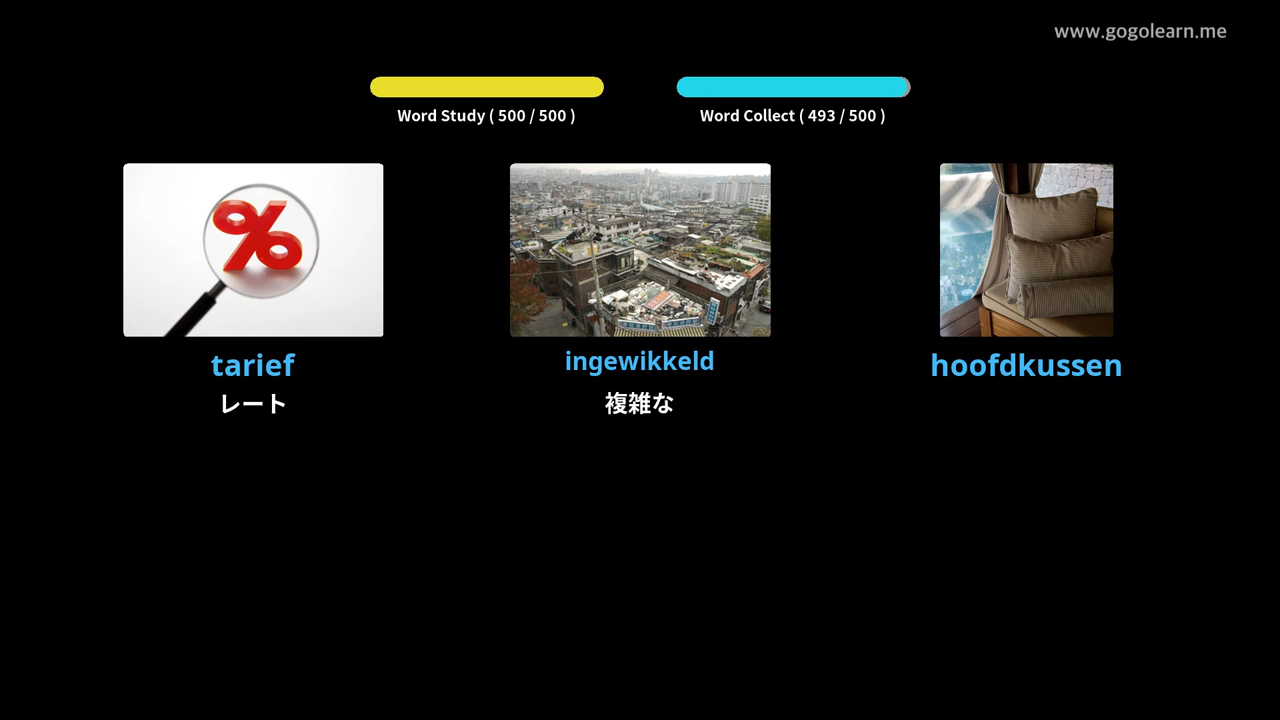 www.gogolearn.me
Word Study ( 500 / 500 )
Word Collect ( 493 / 500 )
tarief
ingewikkeld
hoofdkussen
レート
複雑な